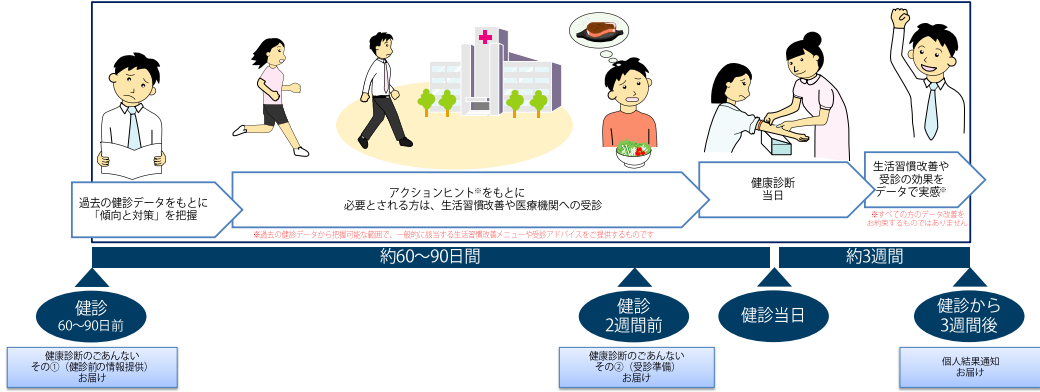 過去の健診データをもとに
「傾向と対策」を把握
アクションヒント※をもとに
必要とされる方は、生活習慣改善や医療機関への受診
健康診断
当日
生活習慣改善や
受診の効果を
データで実感※
※すべての方のデータ改善を
お約束するものではありません
※過去の健診データから把握可能な範囲で、一般的に該当する生活習慣改善メニューや受診アドバイスをご提供するものです
約60～90日間
約3週間
健診
60～90日前
健診
2週間前
健診当日
健診から
3週間後
健康診断のごあんない
その①（健診前の情報提供）
お届け
健康診断のごあんない
その②（受診準備）
お届け
個人結果通知
お届け